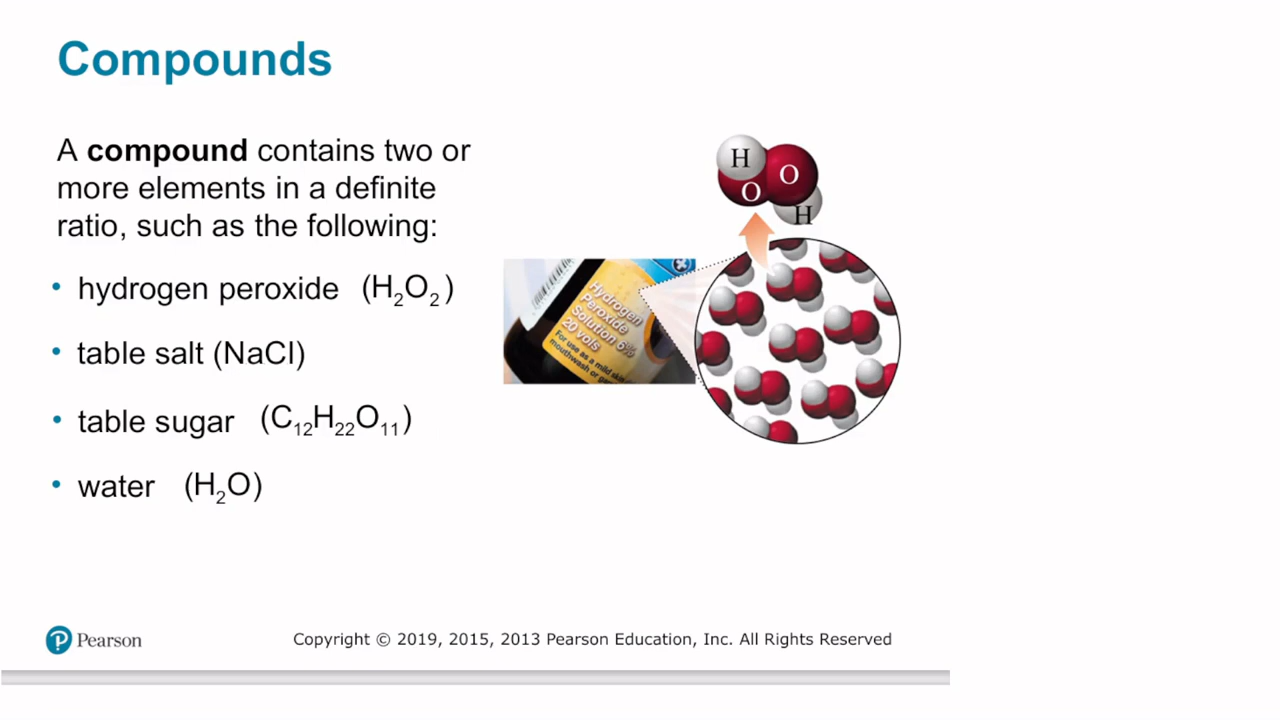 Compounds
A compound contains two or
more elements in a definite
ratio, such as the following:
• hydrogen peroxide (H₂O₂)
• table salt (NaCl)
• table sugar (C₁₂H₂₂O₁₁)
• water (H₂O)
H
O
O
H
Hydrogen
Peroxide
Solution 6%
20 vols
For use as a mild
mouthwash or
Pearson
Copyright © 2019, 2015, 2013 Pearson Education, Inc. All Rights Reserved